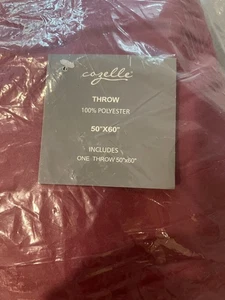 cozelle
THROW
100% POLYESTER
50"X60"
INCLUDES
ONE THROW 50"x60"